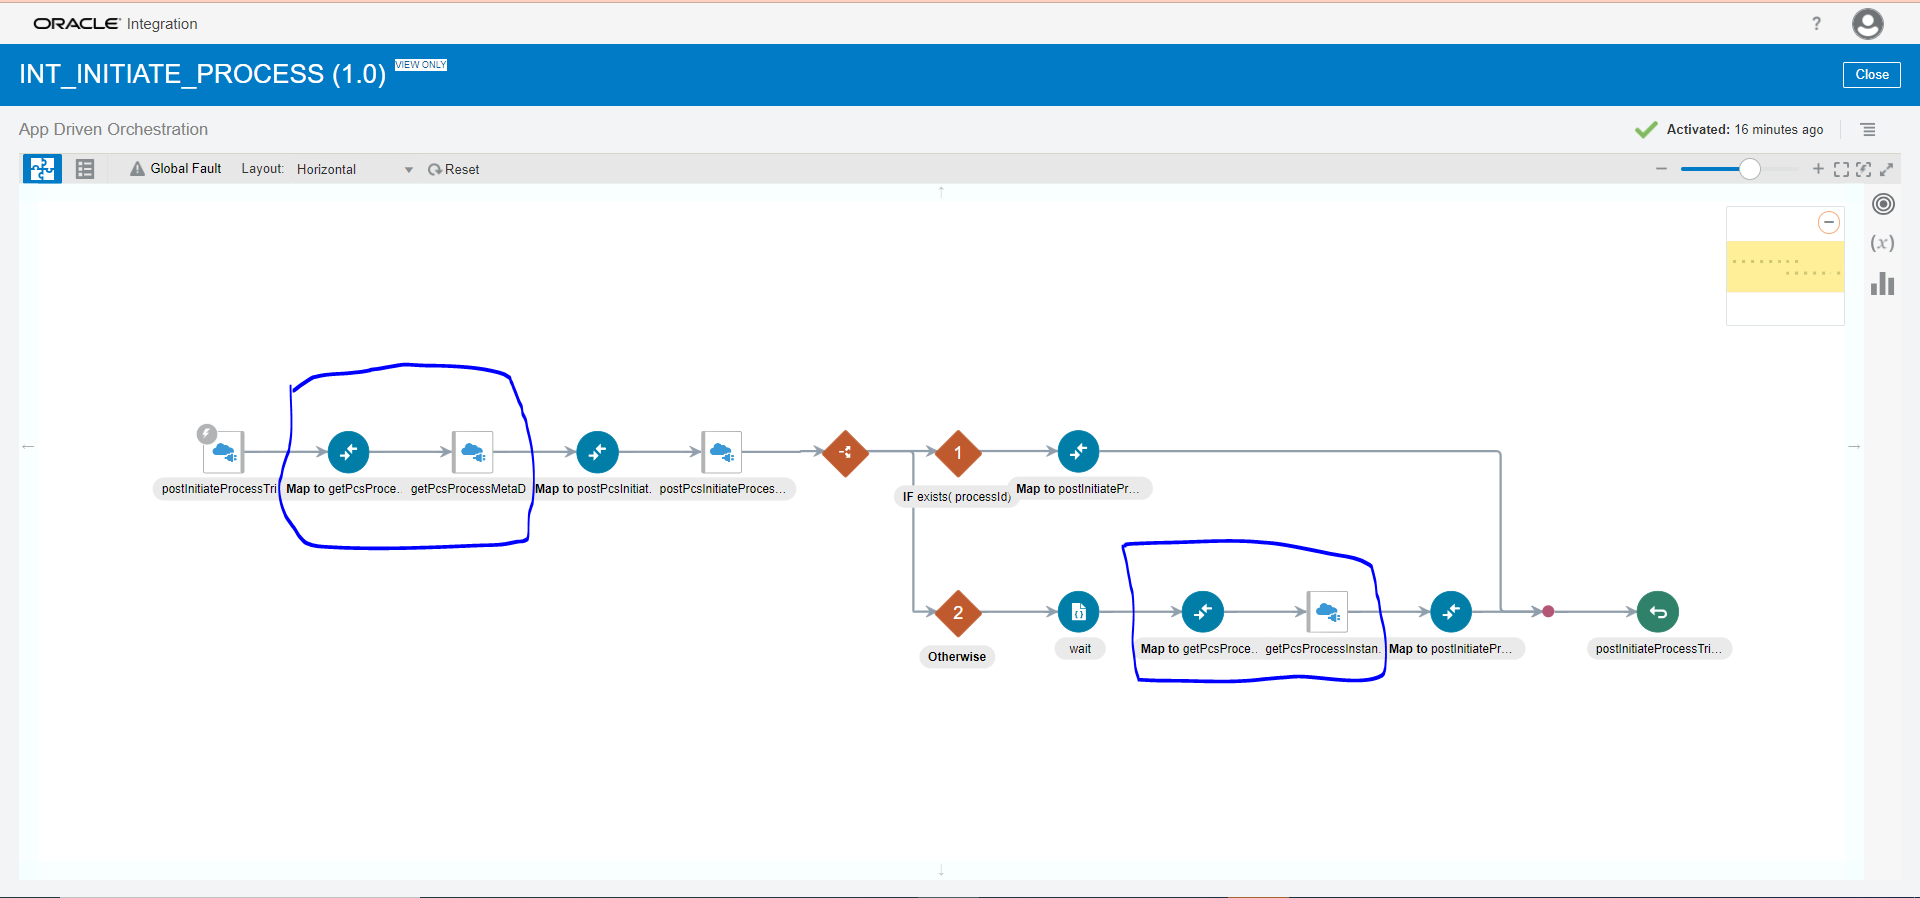 ORACLE Integration
?
INT_INITIATE_PROCESS (1.0) VIEW ONLY
Close
App Driven Orchestration
Activated: 16 minutes ago
Global Fault Layout: Horizontal Reset
(x)
1
postInitiateProcessTri
Map to getPcsProce..
getPcsProcessMetaD
Map to postPcsInitiat.
postPcsInitiateProces...
IF exists( processId)
Map to postInitiatePr...
2
Otherwise
wait
Map to getPcsProce..
getPcsProcessInstan.
Map to postInitiatePr...
postInitiateProcessTri...